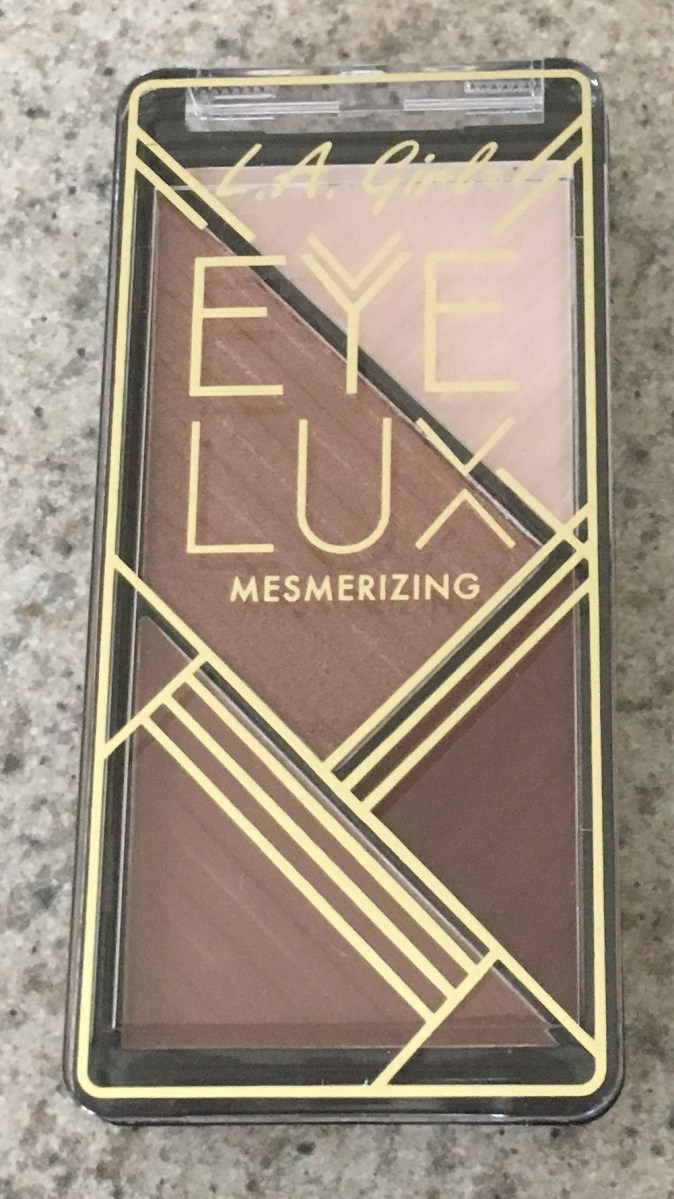 L.A. Girl
EYE
LUX
MESMERIZING